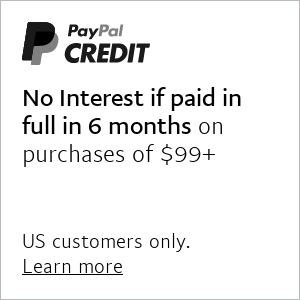 PayPal
CREDIT
No Interest if paid in
full in 6 months on
purchases of $99+
US customers only.
Learn more